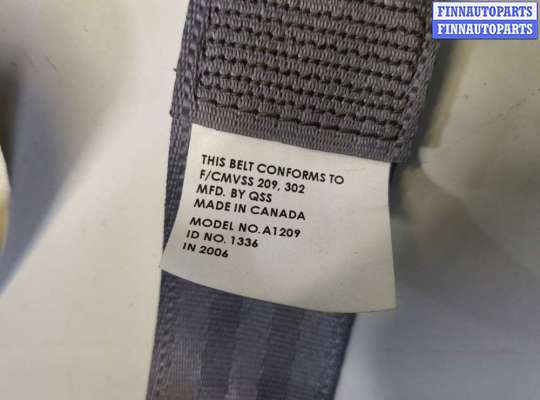 FINNAUTOPARTS
FINNAUTOPARTS
THIS BELT CONFORMS TO
F/CMVSS 209, 302
MFD. BY QSS
MADE IN CANADA
MODEL NO. A1209
ID NO. 1336
IN 2006